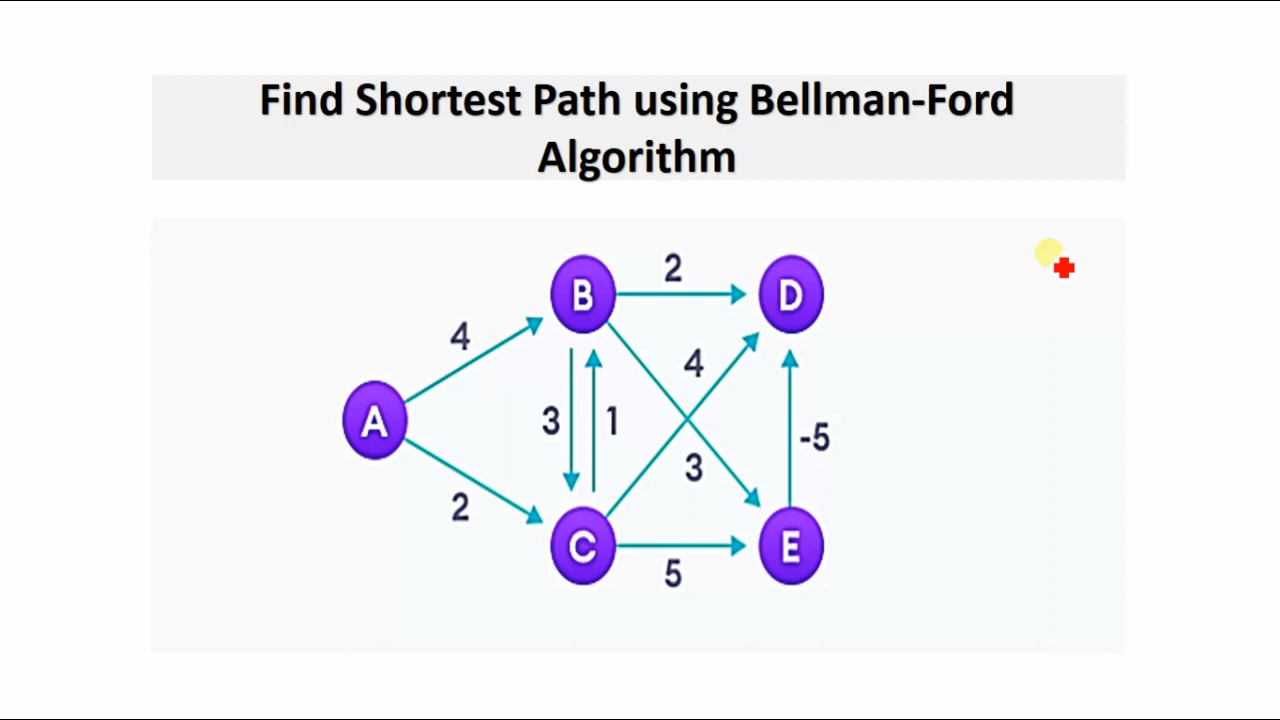 Find Shortest Path using Bellman-Ford
Algorithm
2
B D
4 4
A 3 1 -5
3
2
C E
5